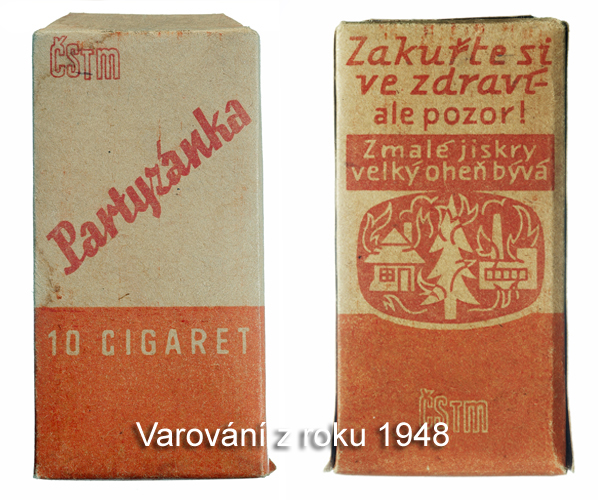 ČSTM
Partyzánka
10 CIGARET
Zakuřte si
ve zdraví-
ale pozor!
Z malé jiskry
velký oheň bývá
ČSTM
Varování z roku 1948